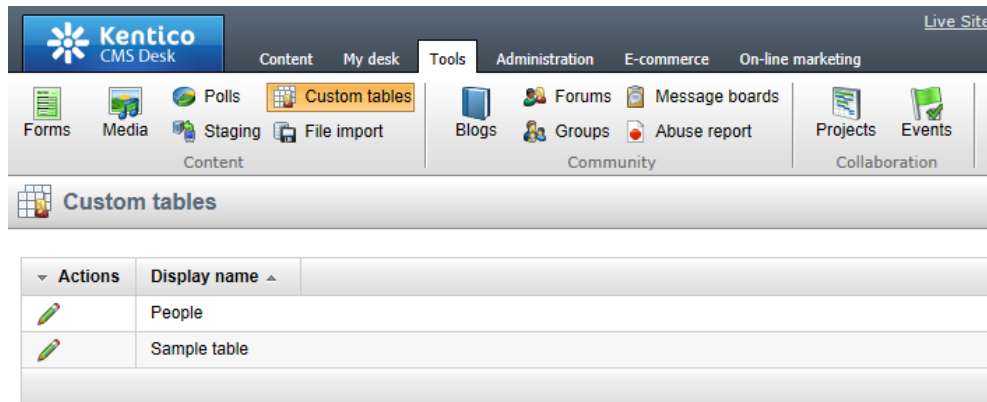 Live Site
Kentico
CMS Desk
Content My desk Tools Administration E-commerce On-line marketing
Polls Custom tables Forums Message boards
Forms Media Staging File import Blogs Groups Abuse report Projects Events
Content Community Collaboration
Custom tables
Actions Display name
People
Sample table